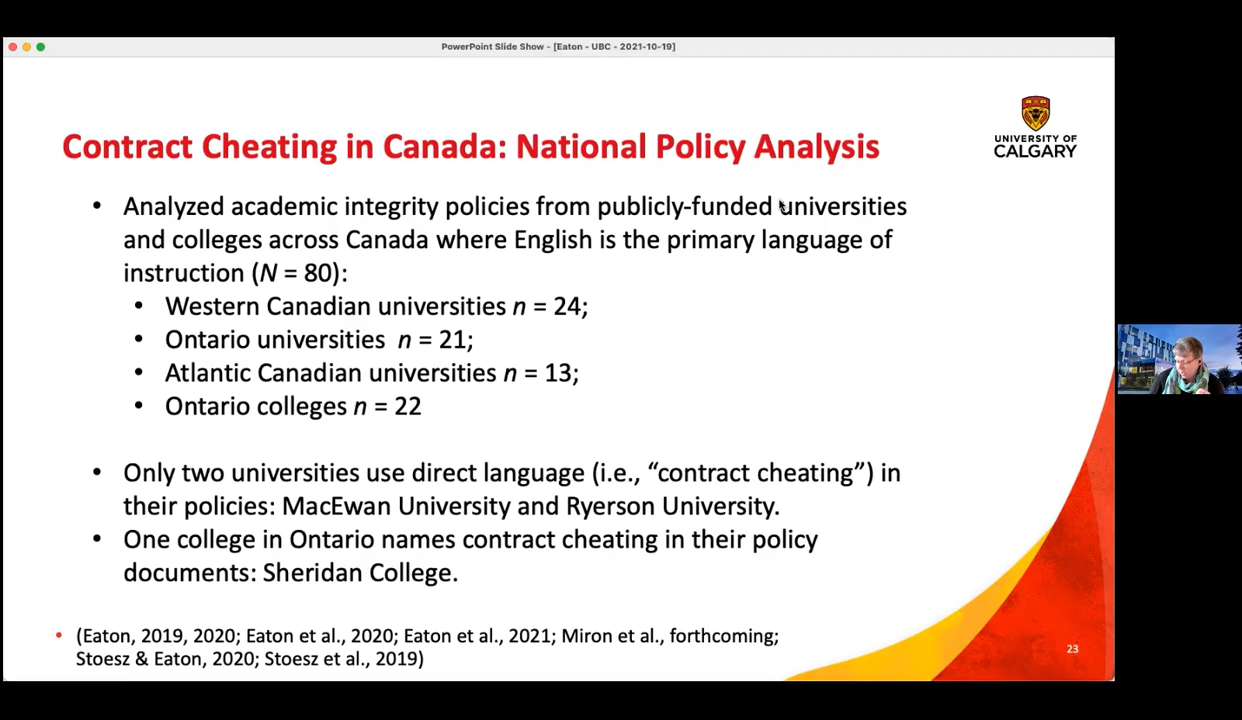 PowerPoint Slide Show - [Eaton - UBC - 2021-10-19]
UNIVERSITY OF
CALGARY
Contract Cheating in Canada: National Policy Analysis
• Analyzed academic integrity policies from publicly-funded universities
and colleges across Canada where English is the primary language of
instruction (N = 80):
• Western Canadian universities n = 24;
• Ontario universities n = 21;
• Atlantic Canadian universities n = 13;
• Ontario colleges n = 22
• Only two universities use direct language (i.e., “contract cheating”) in
their policies: MacEwan University and Ryerson University.
• One college in Ontario names contract cheating in their policy
documents: Sheridan College.
• (Eaton, 2019, 2020; Eaton et al., 2020; Eaton et al., 2021; Miron et al., forthcoming;
Stoesz & Eaton, 2020; Stoesz et al., 2019)
23